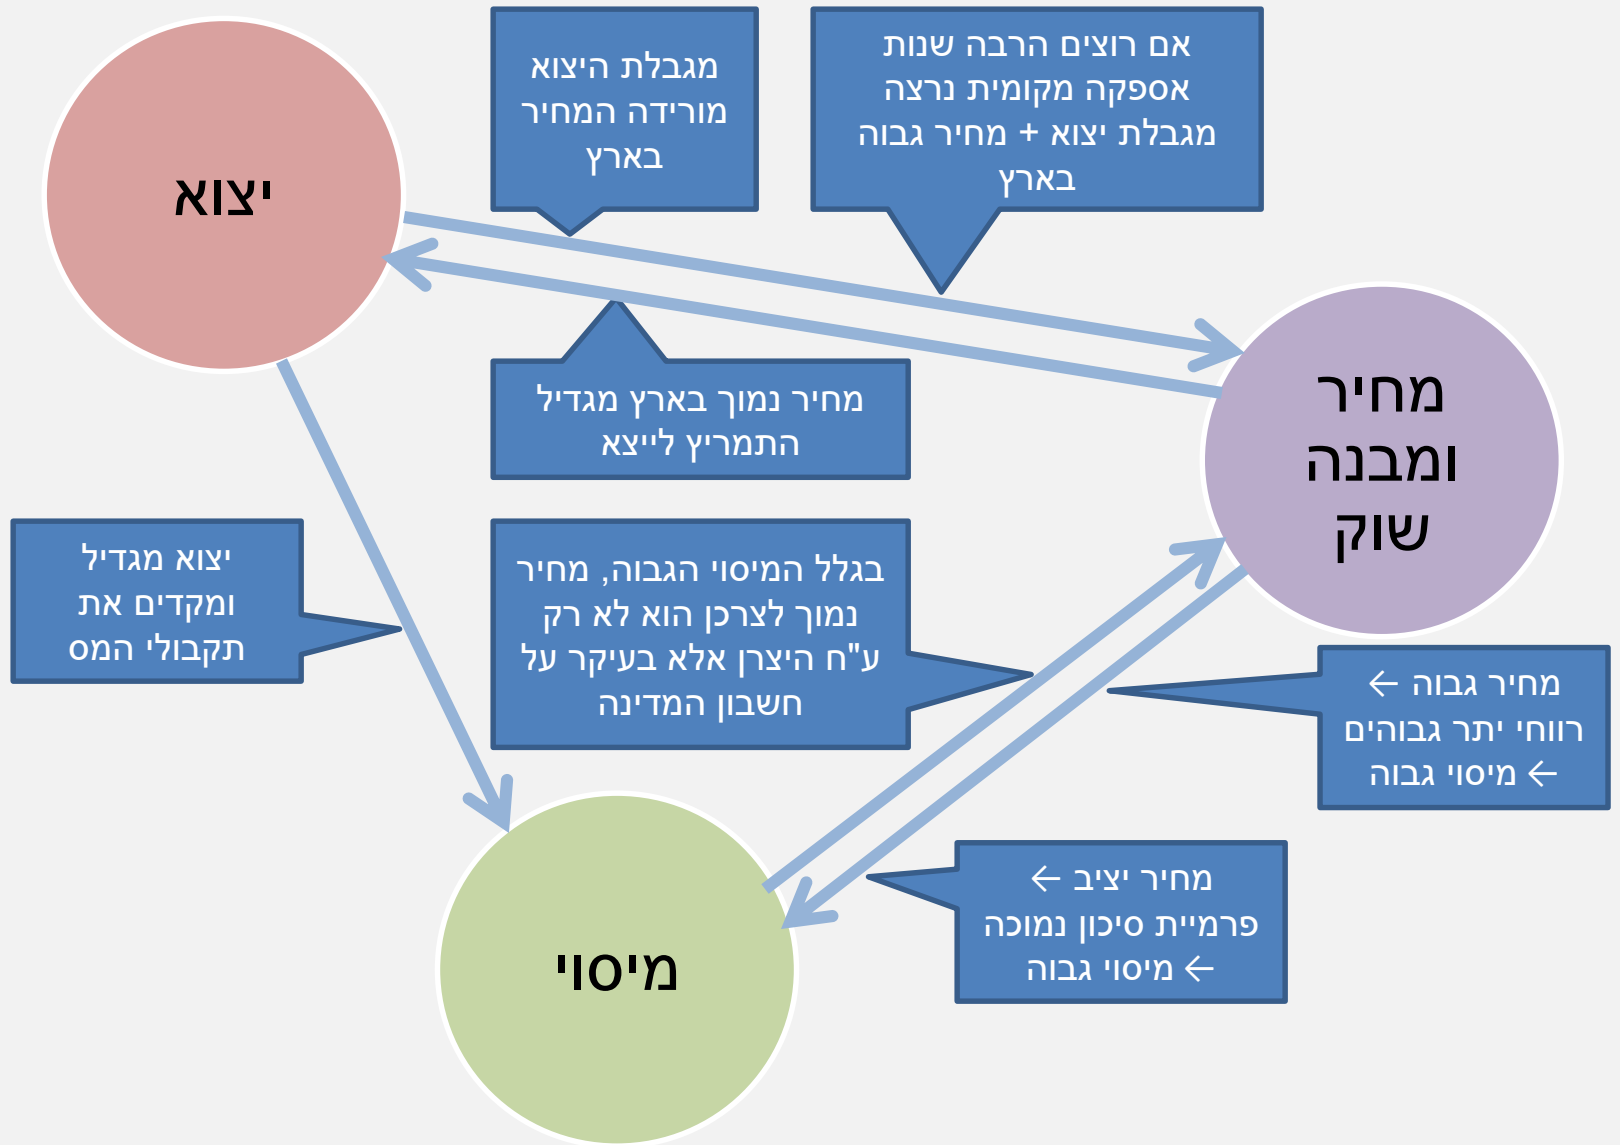 אם רוצים הרבה שנות
אספקה מקומית נרצה
מגבלת יצוא + מחיר גבוה
בארץ
מגבלת היצוא
מורידה המחיר
בארץ
יצוא
מחיר נמוך בארץ מגדיל
התמריץ לייצא
מחיר
ומבנה
שוק
בגלל המיסוי הגבוה, מחיר
נמוך לצרכן הוא לא רק
ע"ח היצרן אלא בעיקר על
חשבון המדינה
יצוא מגדיל
ומקדים את
תקבולי המס
מחיר גבוה ←
רווחי יתר גבוהים
← מיסוי גבוה
מחיר יציב ←
פרמיית סיכון נמוכה
← מיסוי גבוה
מיסוי